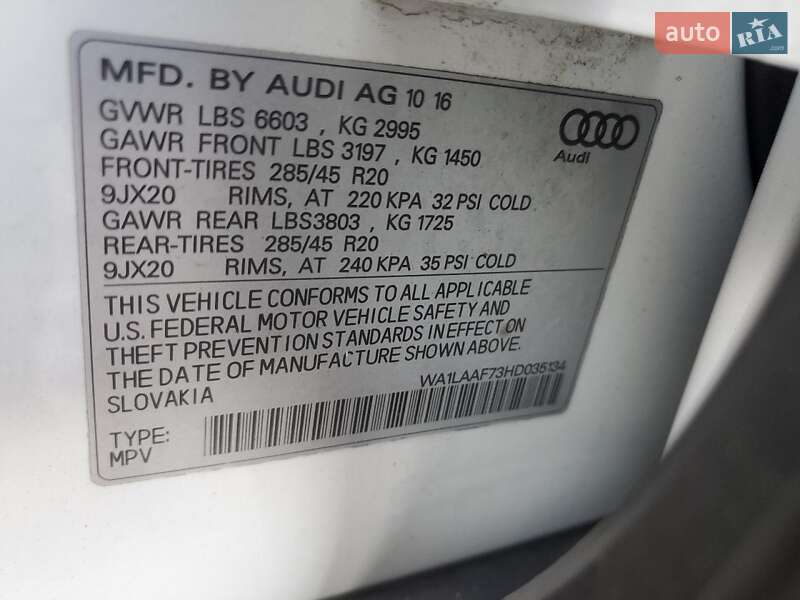 auto RIA
.com
MFD. BY AUDI AG 10 16
GVWR LBS 6603 , KG 2995
GAWR FRONT LBS 3197 , KG 1450
FRONT-TIRES 285/45 R20
9JX20 RIMS, AT 220 KPA 32 PSI COLD
GAWR REAR LBS3803 , KG 1725
REAR-TIRES 285/45 R20
9JX20 RIMS, AT 240 KPA 35 PSI COLD
Audi
THIS VEHICLE CONFORMS TO ALL APPLICABLE
U.S. FEDERAL MOTOR VEHICLE SAFETY AND
THEFT PREVENTION STANDARDS IN EFFECT ON
THE DATE OF MANUFACTURE SHOWN ABOVE.
SLOVAKIA
WA1LAAF73HD035134
TYPE:
MPV